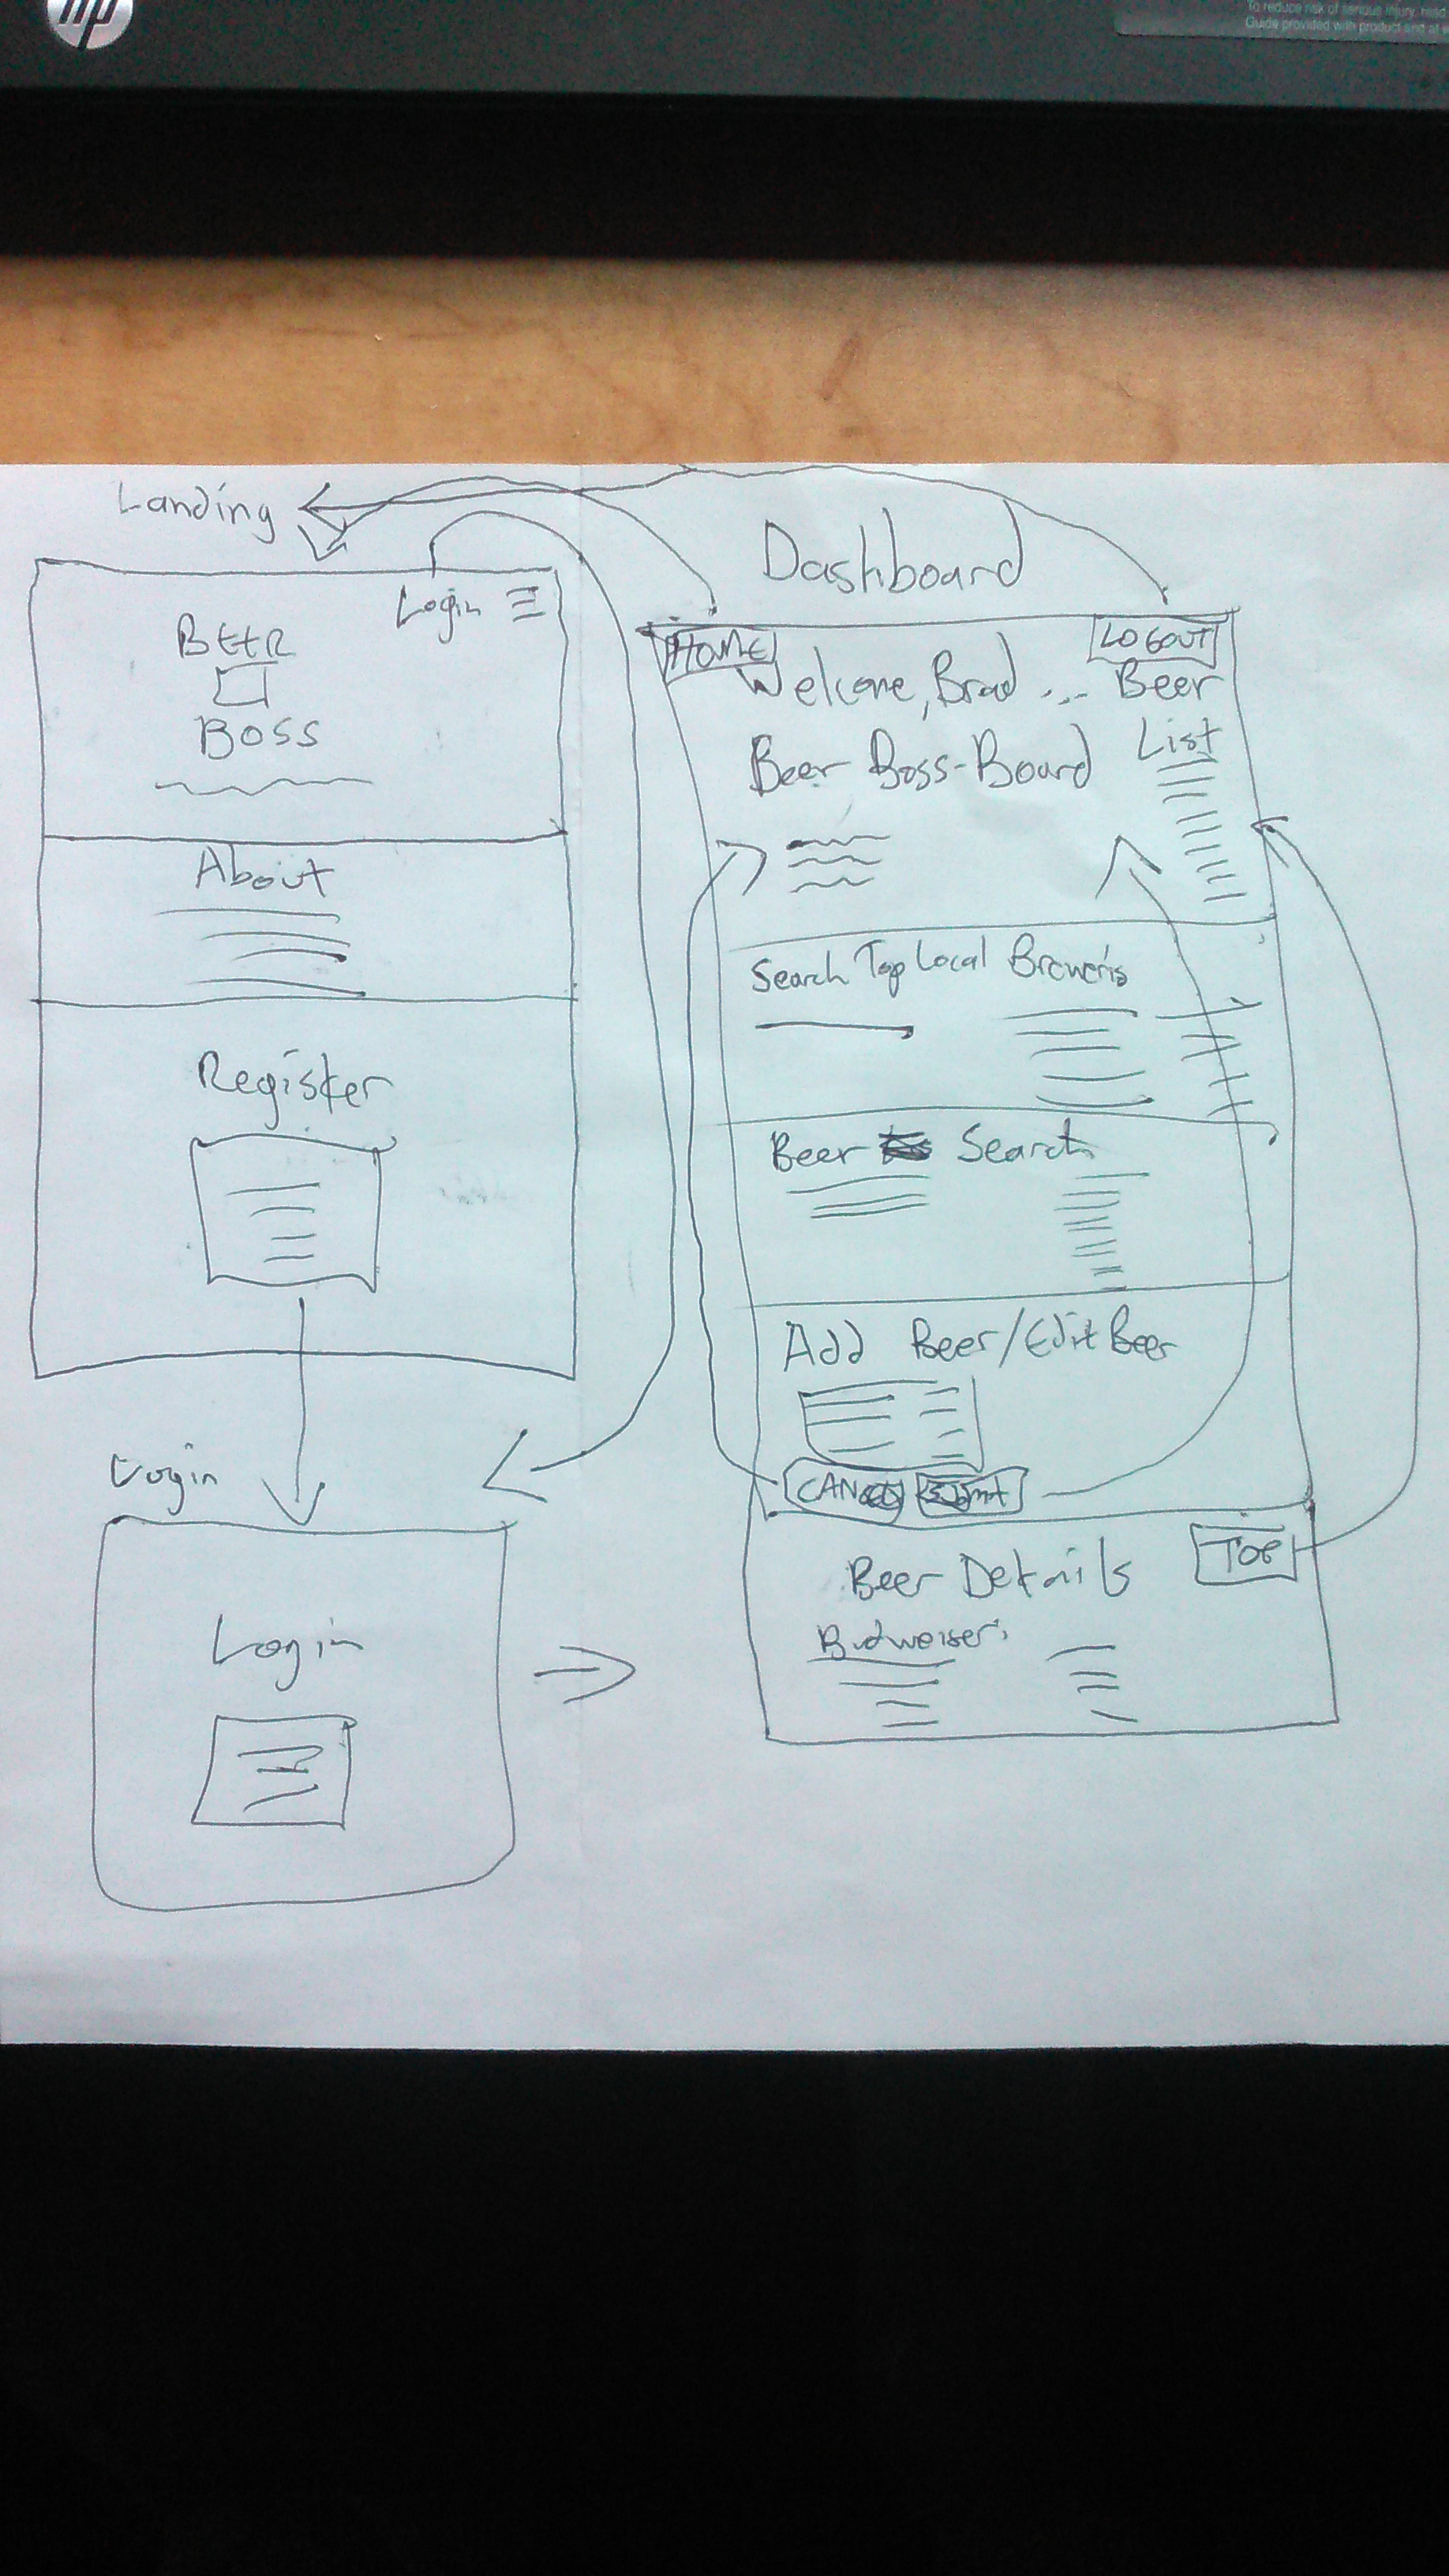 hp
To reduce risk of serious injury, read
Guide provided with product and at
Landing
Login
BEER
BOSS
About
Register
Login
Login
Dashboard
HOME
LOGOUT
Welcome, Brad ... Beer
List
Beer Boss-Board
Search Top Local
Beer Search
Add Beer/Edit Beer
CANCEL Submit
Beer Details
TOP
Budweiser: